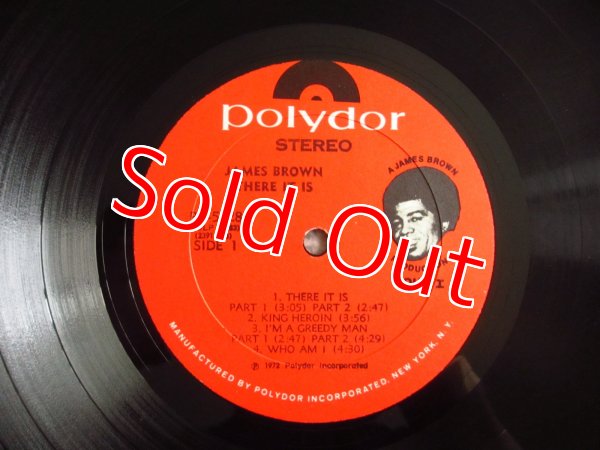 polydor
STEREO
JAMES BROWN
THERE IT IS
A JAMES BROWN
SIDE 1
Sold Out
1. THERE IT IS
PART 1 (3:05) PART 2 (2:47)
2. KING HEROIN (3:56)
3. I'M A GREEDY MAN
PART 1 (2:47) PART 2 (4:29)
4. WHO AM I (4:30)
Ⓟ 1972 Polydor Incorporated
MANUFACTURED BY POLYDOR INCORPORATED, NEW YORK, N.Y.